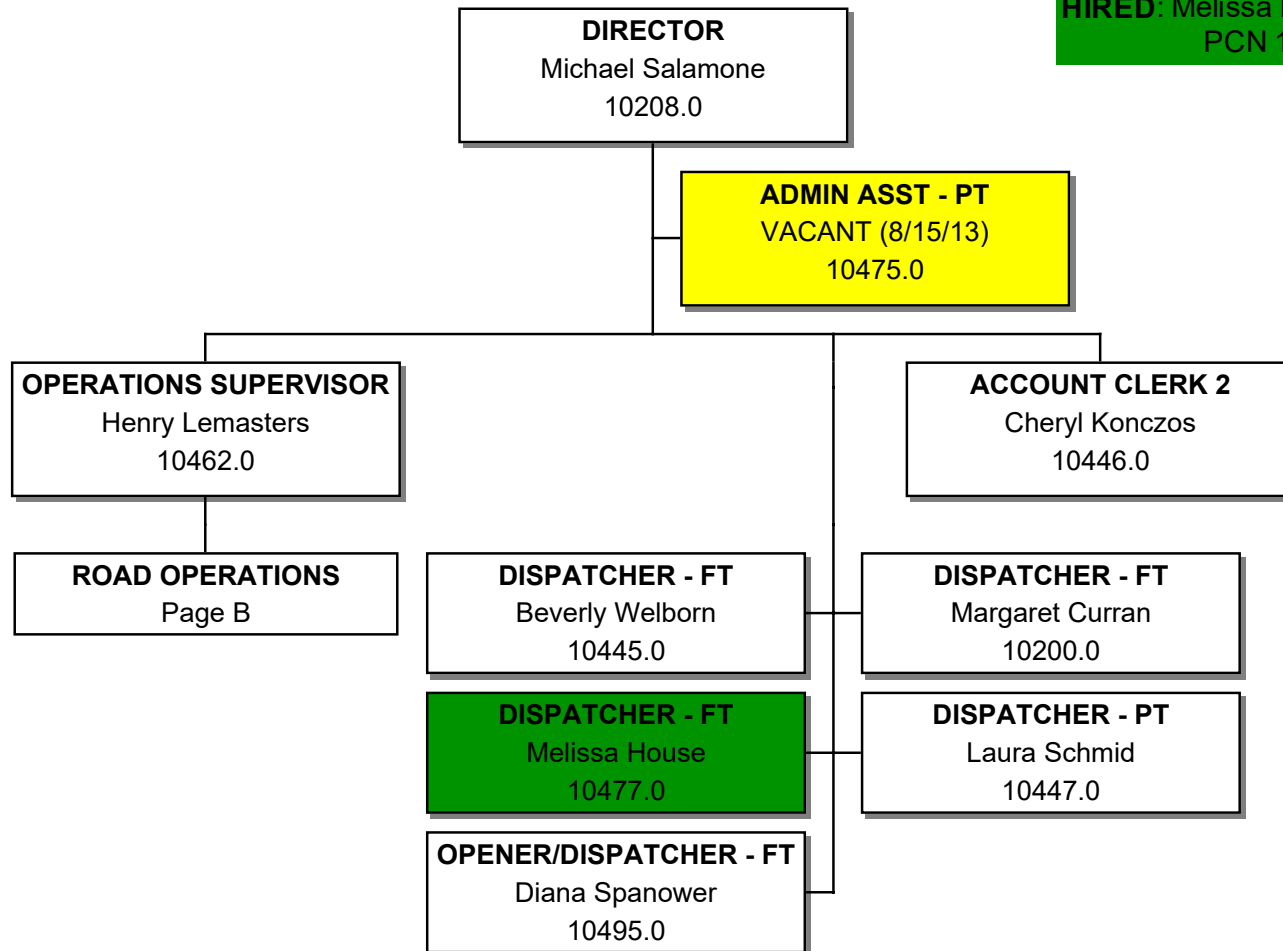 HIRED: Melissa
PCN
DIRECTOR
Michael Salamone
10208.0
ADMIN ASST - PT
VACANT (8/15/13)
10475.0
OPERATIONS SUPERVISOR
Henry Lemasters
10462.0
ACCOUNT CLERK 2
Cheryl Konczos
10446.0
ROAD OPERATIONS
Page B
DISPATCHER - FT
Beverly Welborn
10445.0
DISPATCHER - FT
Margaret Curran
10200.0
DISPATCHER - FT
Melissa House
10477.0
DISPATCHER - PT
Laura Schmid
10447.0
OPENER/DISPATCHER - FT
Diana Spanower
10495.0